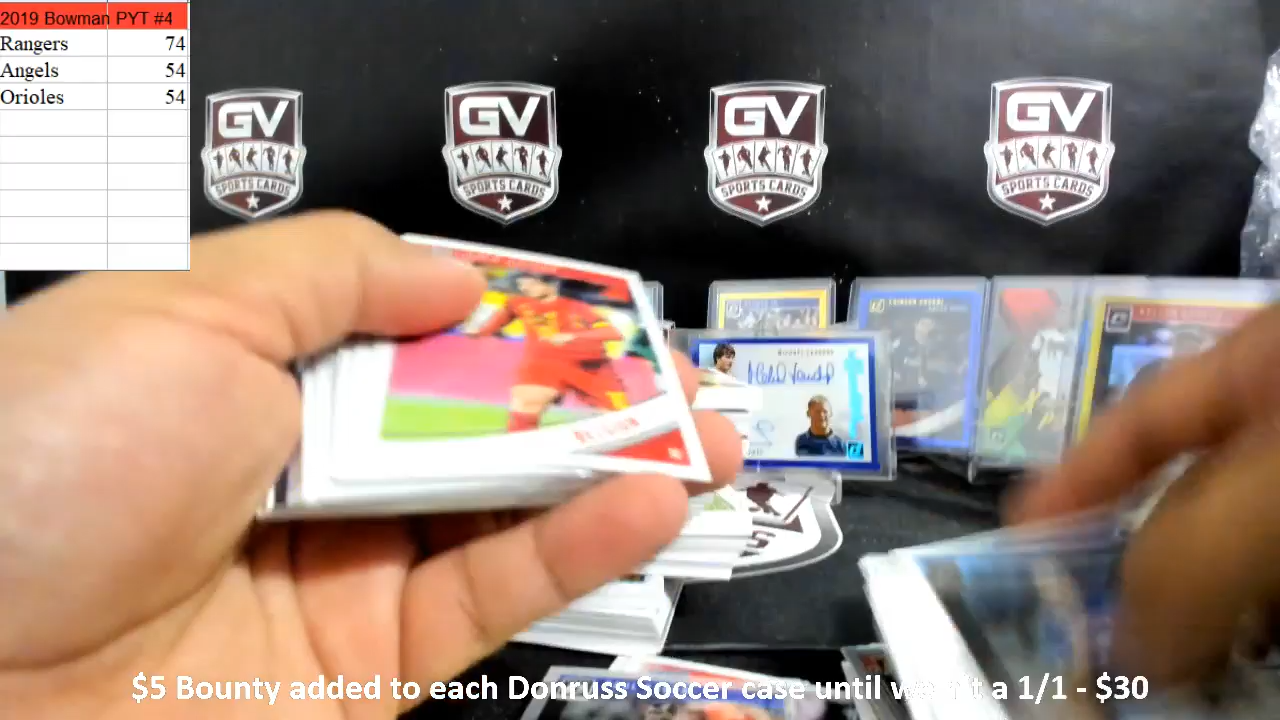 2019 Bowman PYT #4
Rangers 74
Angels 54
Orioles 54
GV
SPORTS CARDS
GV
SPORTS CARDS
GV
SPORTS CARDS
GV
SPORTS CARDS
$5 Bounty added to each Donruss Soccer case until we hit a 1/1 - $30